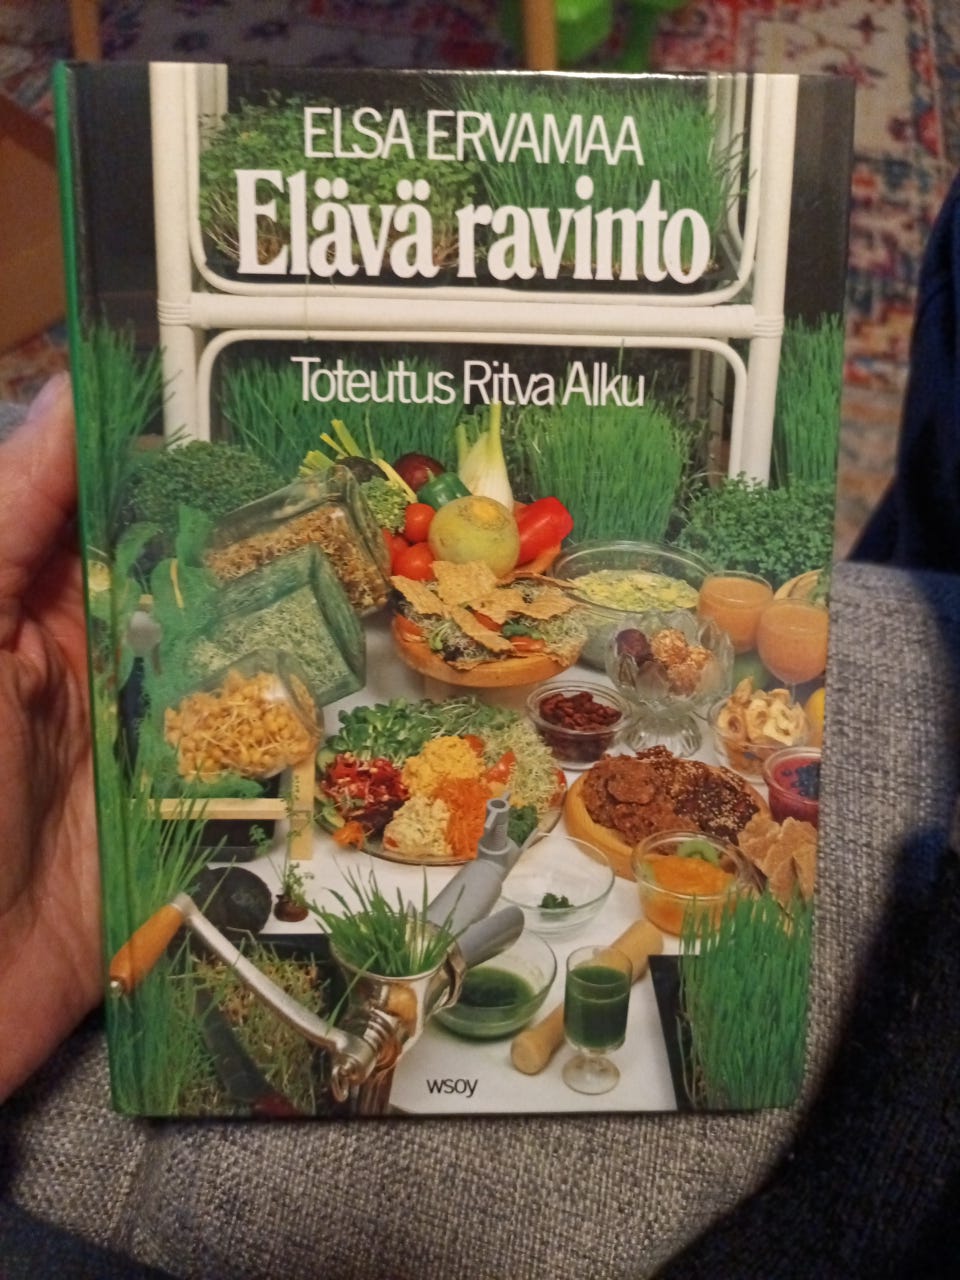 ELSA ERVAMAA
Elävä ravinto
Toteutus Ritva Alku
wsoy